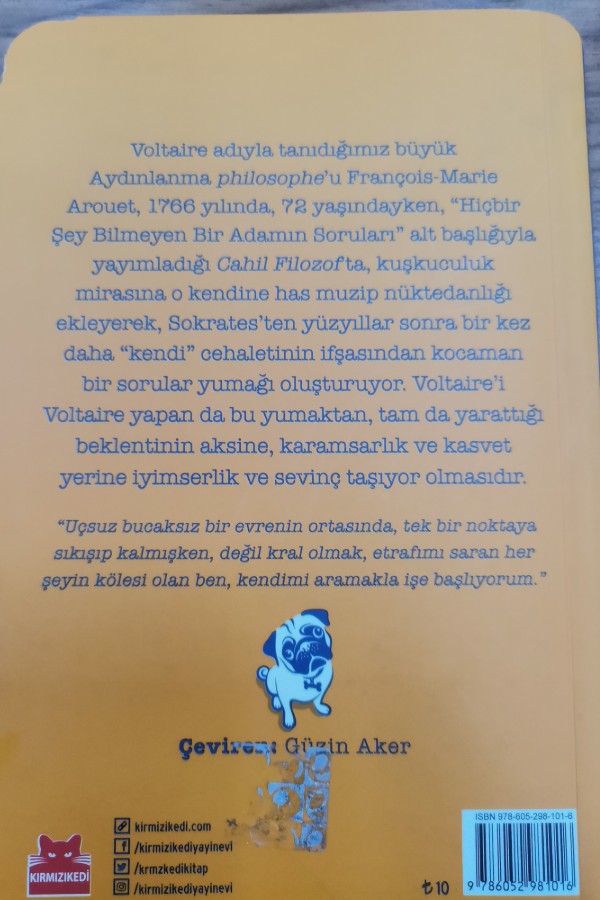 Voltaire adıyla tanıdığımız büyük
Aydınlanma philosophe'u François-Marie
Arouet, 1766 yılında, 72 yaşındayken, “Hiçbir
Şey Bilmeyen Bir Adamın Soruları” alt başlığıyla
yayımladığı Cahil Filozof'ta, kuşkuculuk
mirasına o kendine has muzip nüktedanlığı
ekleyerek, Sokrates'ten yüzyıllar sonra bir kez
daha “kendi” cehaletinin ifşasından kocaman
bir sorular yumağı oluşturuyor. Voltaire'i
Voltaire yapan da bu yumaktan, tam da yarattığı
beklentinin aksine, karamsarlık ve kasvet
yerine iyimserlik ve sevinç taşıyor olmasıdır.
“Uçsuz bucaksız bir evrenin ortasında, tek bir noktaya
sıkışıp kalmışken, değil kral olmak, etrafımı saran her
şeyin kölesi olan ben, kendimi aramakla işe başlıyorum.”
Çeviren: Güzin Aker
kirmizikedi.com
/kirmizikediyayinevi
/krmzkedikitap
/kirmizikediyayinevi
KIRMIZIKEDİ
₺10
ISBN 978-605-298-101-6
9 786052 981016